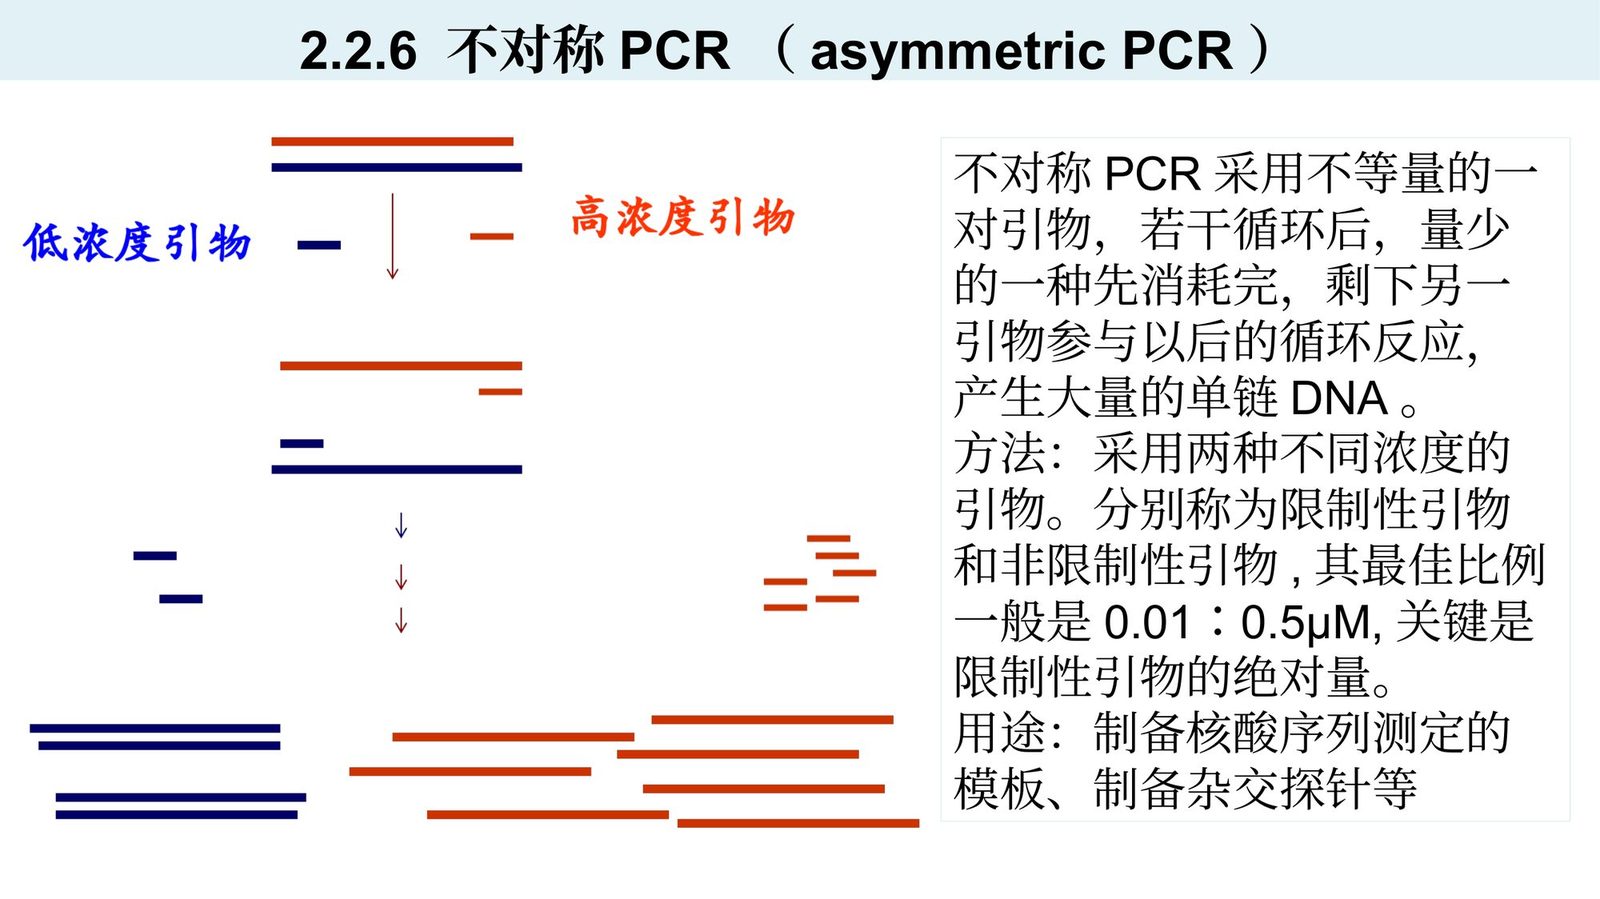 2.2.6 不对称 PCR （ asymmetric PCR ）
低浓度引物
高浓度引物
不对称 PCR 采用不等量的一
对引物，若干循环后，量少
的一种先消耗完，剩下另一
引物参与以后的循环反应，
产生大量的单链 DNA 。
方法：采用两种不同浓度的
引物。分别称为限制性引物
和非限制性引物 , 其最佳比例
一般是 0.01∶0.5μM, 关键是
限制性引物的绝对量。
用途：制备核酸序列测定的
模板、制备杂交探针等